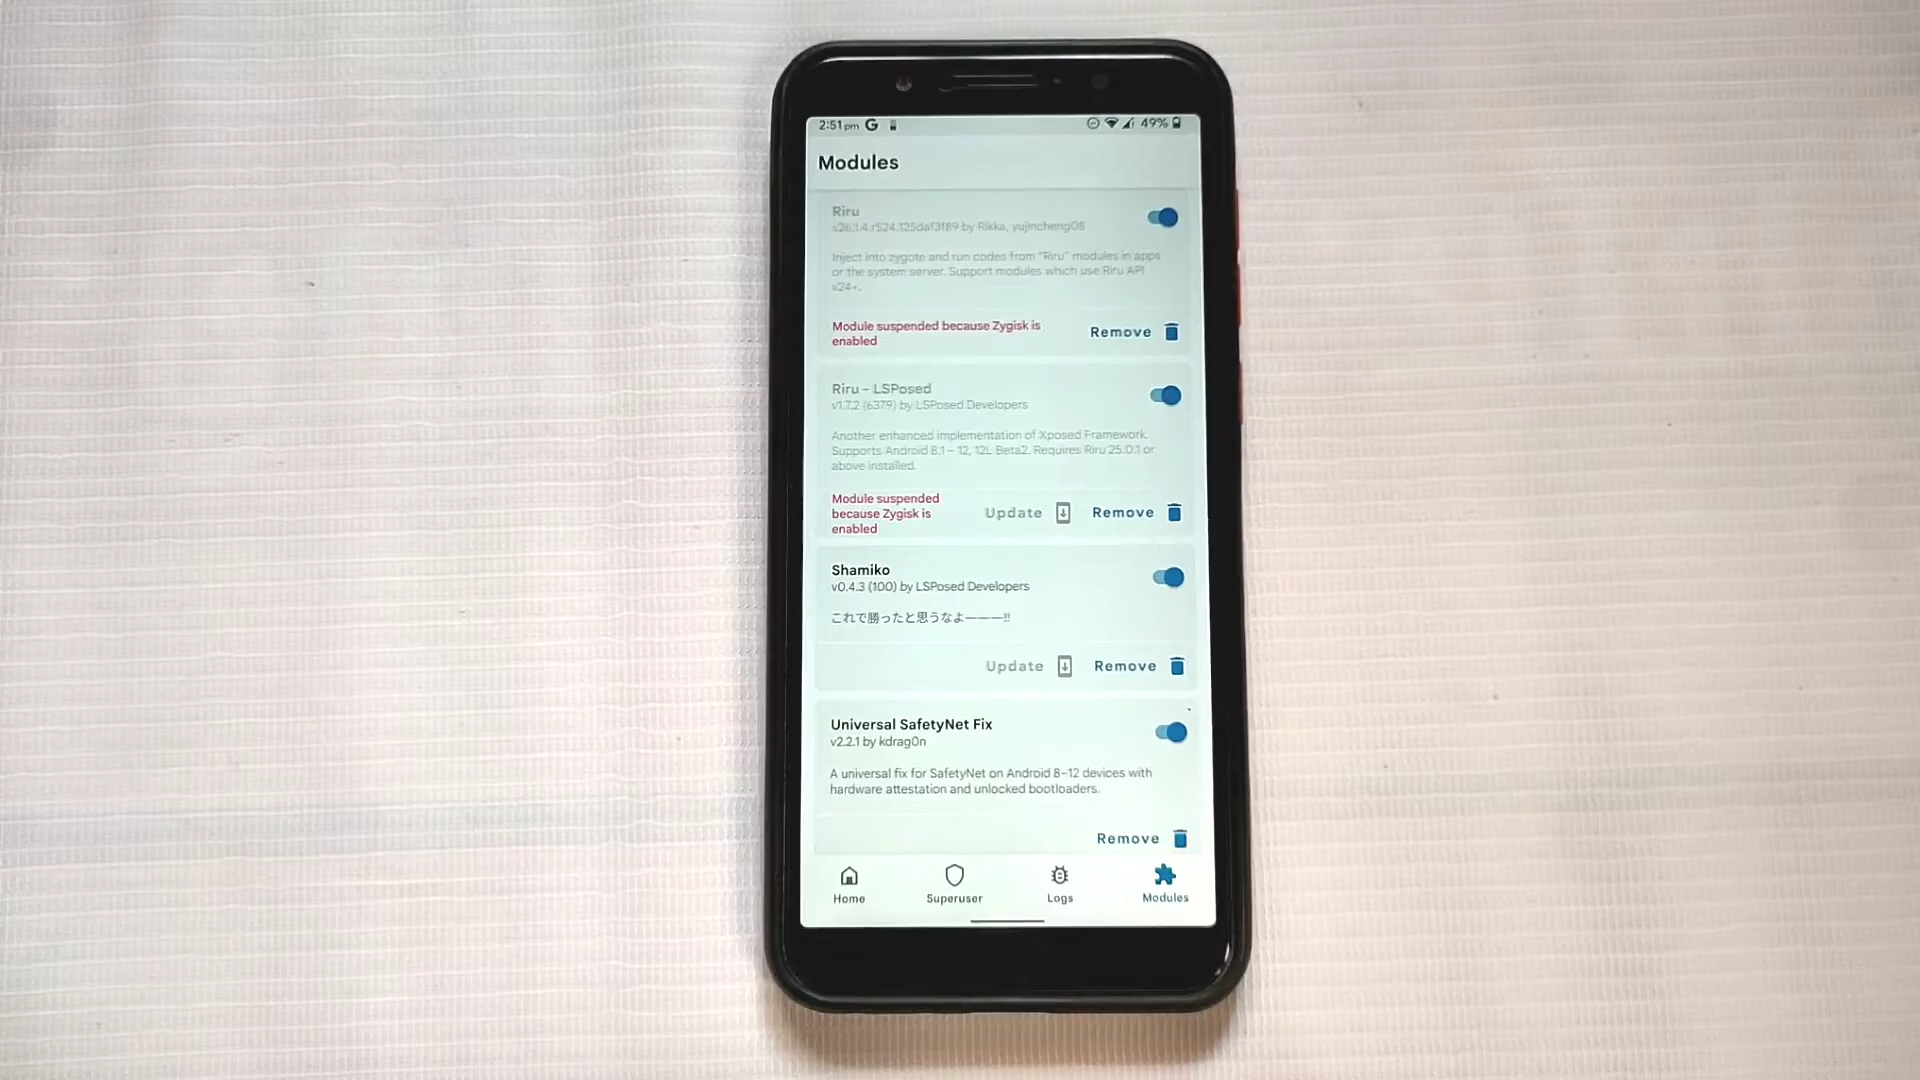 2:51 pm G 49%
Modules
Riru
v26.1.4.r524.125daf3f89 by Rikka, yujincheng08
Inject into zygote and run codes from "Riru" modules in apps
or the system server. Support modules which use Riru API
v24+.
Module suspended because Zygisk is
enabled
Remove
Riru - LSPosed
v1.7.2 (6379) by LSPosed Developers
Another enhanced implementation of Xposed Framework.
Supports Android 8.1 – 12, 12L Beta2. Requires Riru 25.0.1 or
above installed.
Module suspended
because Zygisk is
enabled
Update Remove
Shamiko
v0.4.3 (100) by LSPosed Developers
これで勝ったと思うなよ———!!
Update Remove
Universal SafetyNet Fix
v2.2.1 by kdrag0n
A universal fix for SafetyNet on Android 8–12 devices with
hardware attestation and unlocked bootloaders.
Remove
Home Superuser Logs Modules